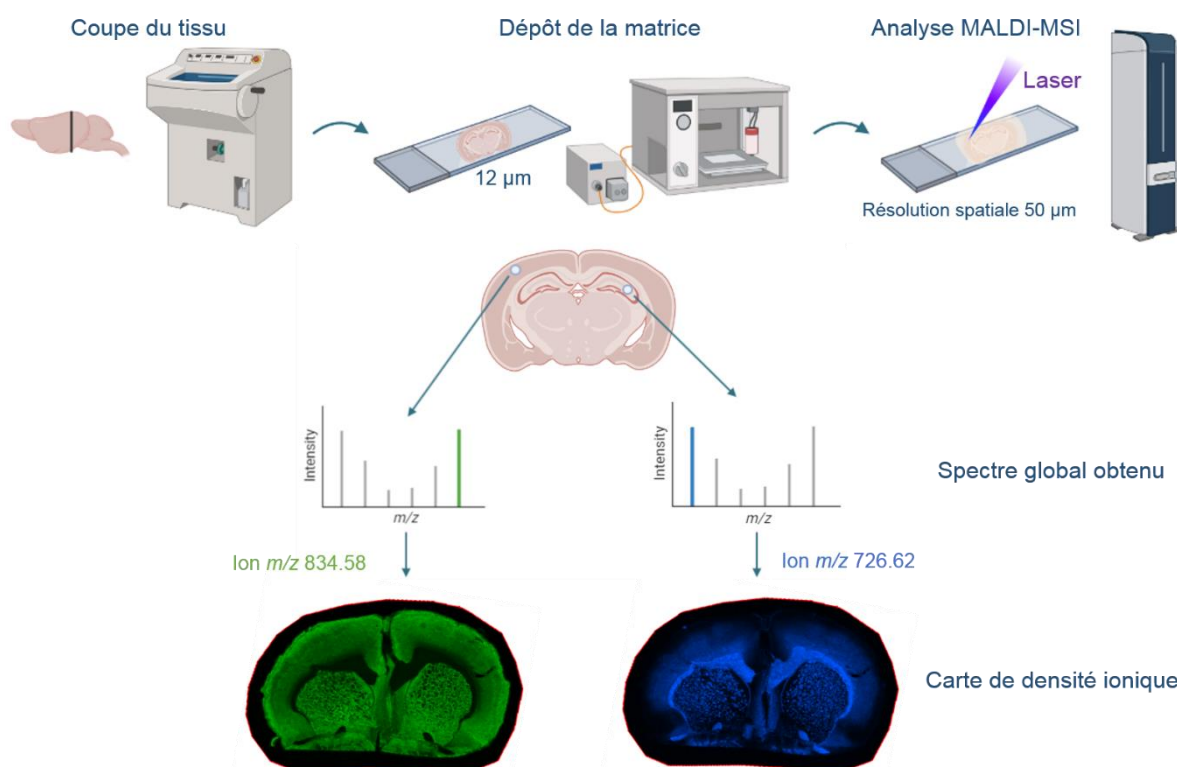 Coupe du tissu
Dépôt de la matrice
Analyse MALDI-MSI
Laser
12 µm
Résolution spatiale 50 µm
Intensity
m/z
Intensity
m/z
Spectre global obtenu
Ion m/z 834.58
Ion m/z 726.62
Carte de densité ionique